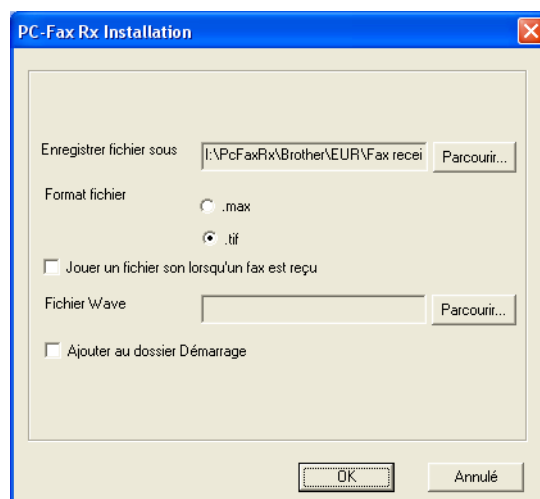 PC-Fax Rx Installation
Enregistrer fichier sous
I:\PcFaxRx\Brother\EUR\Fax recei
Parcourir...
Format fichier
.max
.tif
Jouer un fichier son lorsqu'un fax est reçu
Fichier Wave
Parcourir...
Ajouter au dossier Démarrage
OK
Annulé